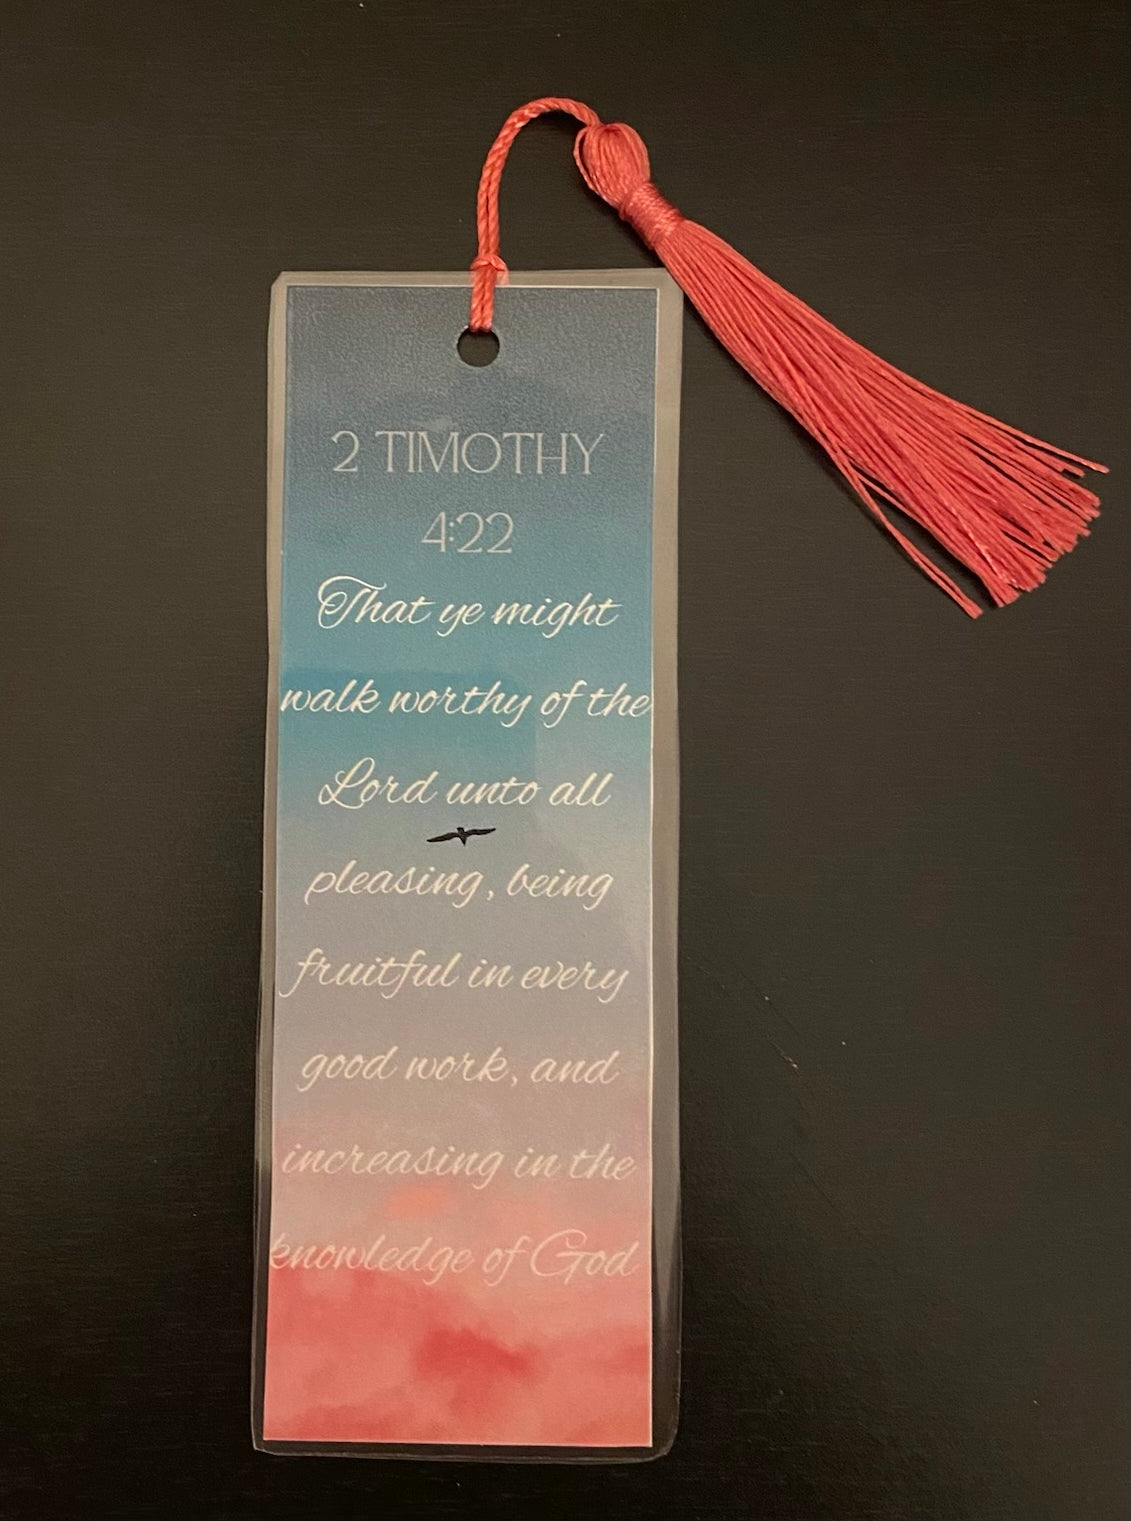 2 TIMOTHY
4:22
That ye might
walk worthy of the
Lord unto all
pleasing, being
fruitful in every
good work, and
increasing in the
knowledge of God